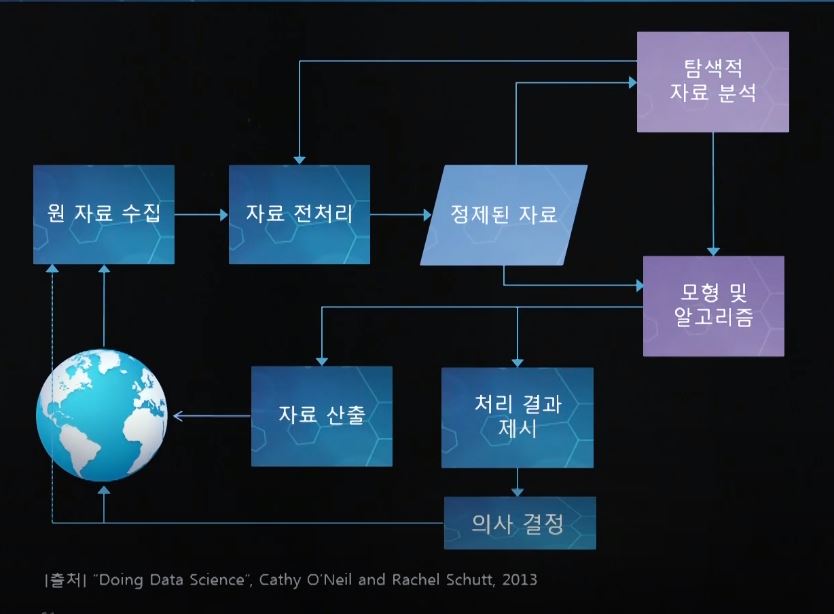 탐색적
자료 분석
원 자료 수집
자료 전처리
정제된 자료
모형 및
알고리즘
자료 산출
처리 결과
제시
의사 결정
|출처| “Doing Data Science”, Cathy O’Neil and Rachel Schutt, 2013